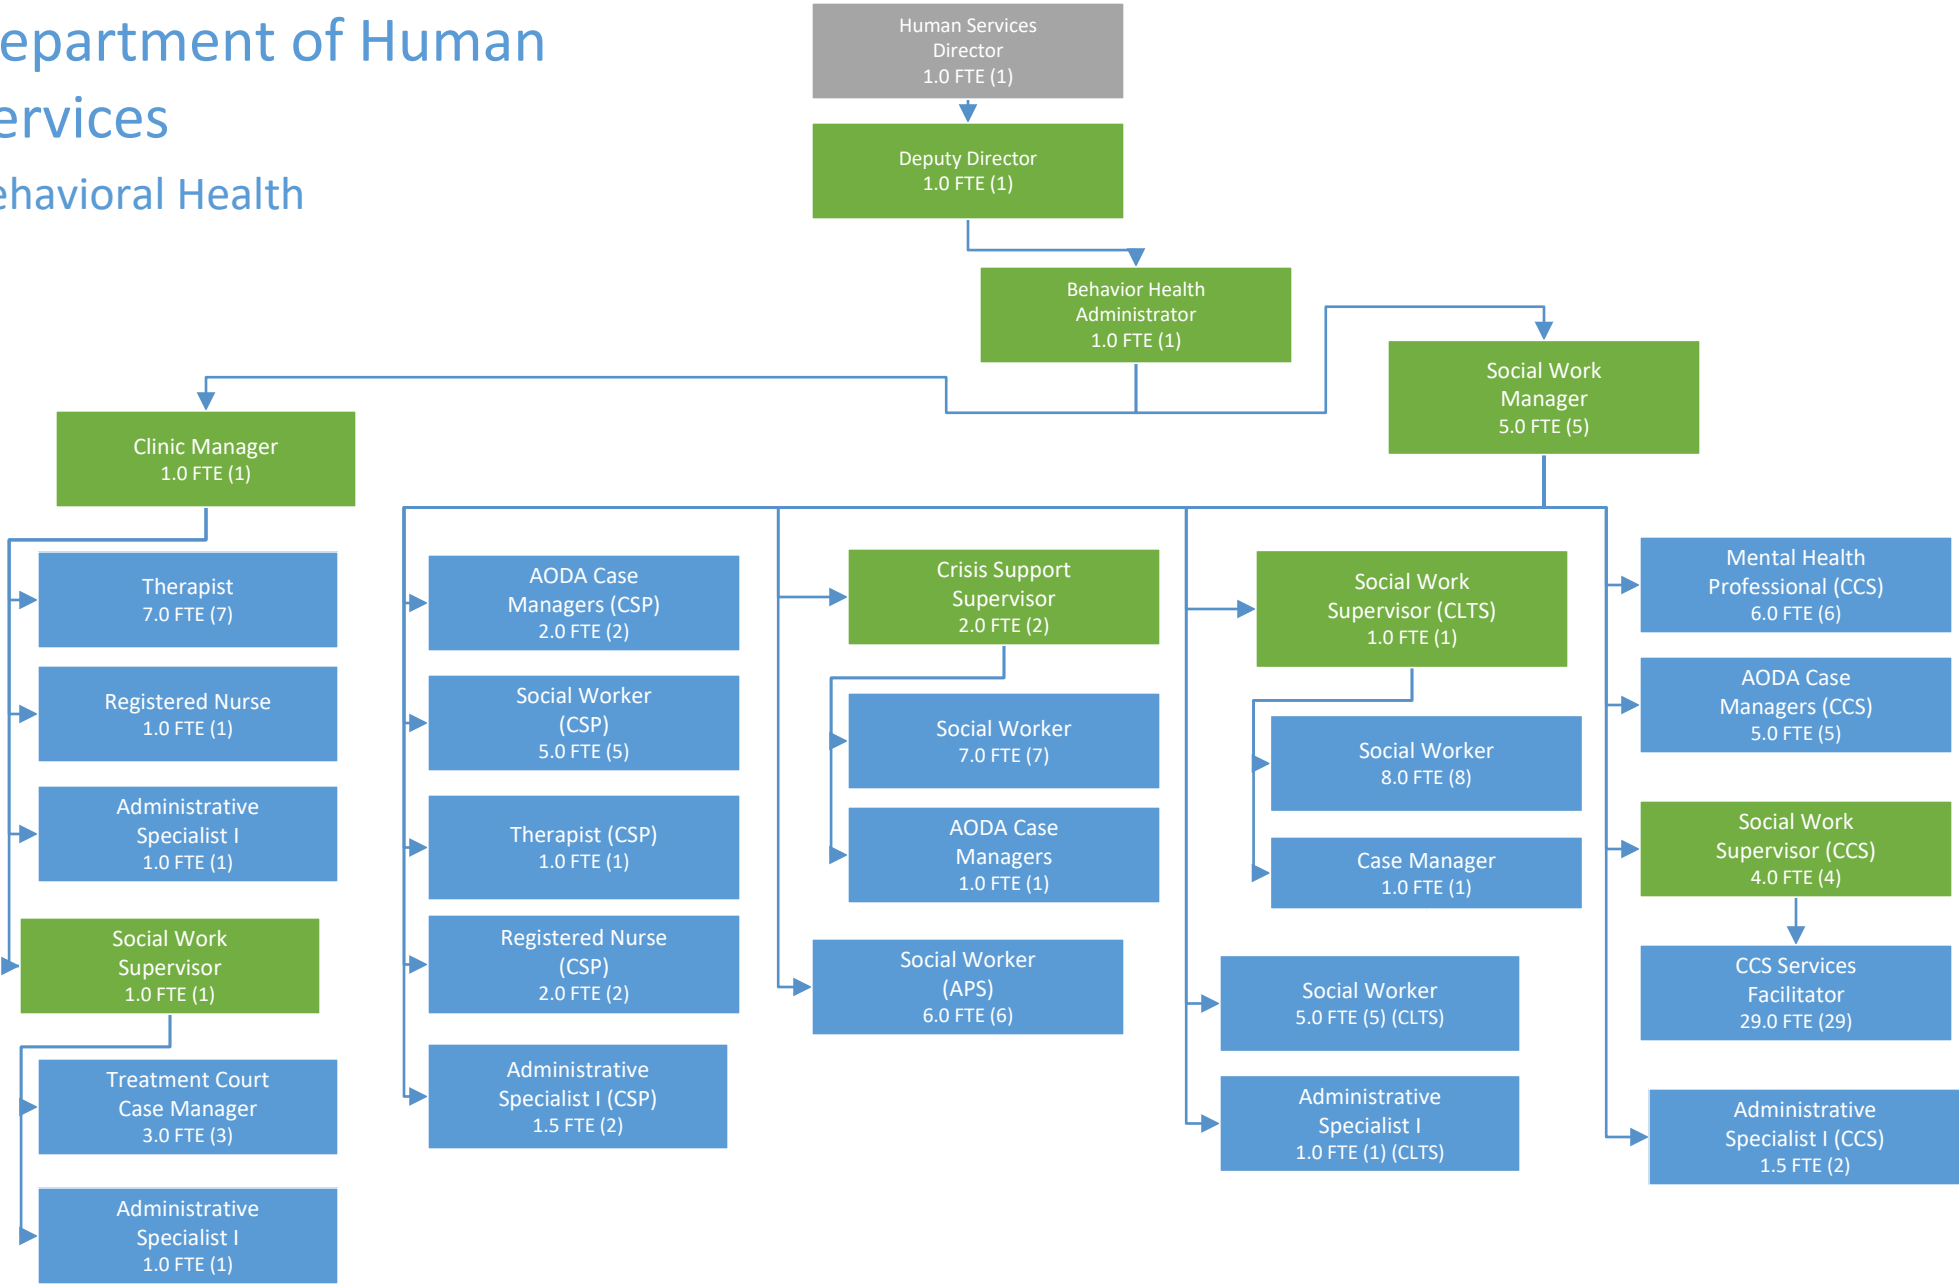 epartment of Human
ervices
ehavioral Health
Human Services
Director
1.0 FTE (1)
Deputy Director
1.0 FTE (1)
Behavior Health
Administrator
1.0 FTE (1)
Social Work
Manager
5.0 FTE (5)
Clinic Manager
1.0 FTE (1)
Therapist
7.0 FTE (7)
Registered Nurse
1.0 FTE (1)
Administrative
Specialist I
1.0 FTE (1)
Social Work
Supervisor
1.0 FTE (1)
Treatment Court
Case Manager
3.0 FTE (3)
Administrative
Specialist I
1.0 FTE (1)
AODA Case
Managers (CSP)
2.0 FTE (2)
Social Worker
(CSP)
5.0 FTE (5)
Therapist (CSP)
1.0 FTE (1)
Registered Nurse
(CSP)
2.0 FTE (2)
Administrative
Specialist I (CSP)
1.5 FTE (2)
Crisis Support
Supervisor
2.0 FTE (2)
Social Worker
7.0 FTE (7)
AODA Case
Managers
1.0 FTE (1)
Social Worker
(APS)
6.0 FTE (6)
Social Work
Supervisor (CLTS)
1.0 FTE (1)
Social Worker
8.0 FTE (8)
Case Manager
1.0 FTE (1)
Social Worker
5.0 FTE (5) (CLTS)
Administrative
Specialist I
1.0 FTE (1) (CLTS)
Mental Health
Professional (CCS)
6.0 FTE (6)
AODA Case
Managers (CCS)
5.0 FTE (5)
Social Work
Supervisor (CCS)
4.0 FTE (4)
CCS Services
Facilitator
29.0 FTE (29)
Administrative
Specialist I (CCS)
1.5 FTE (2)